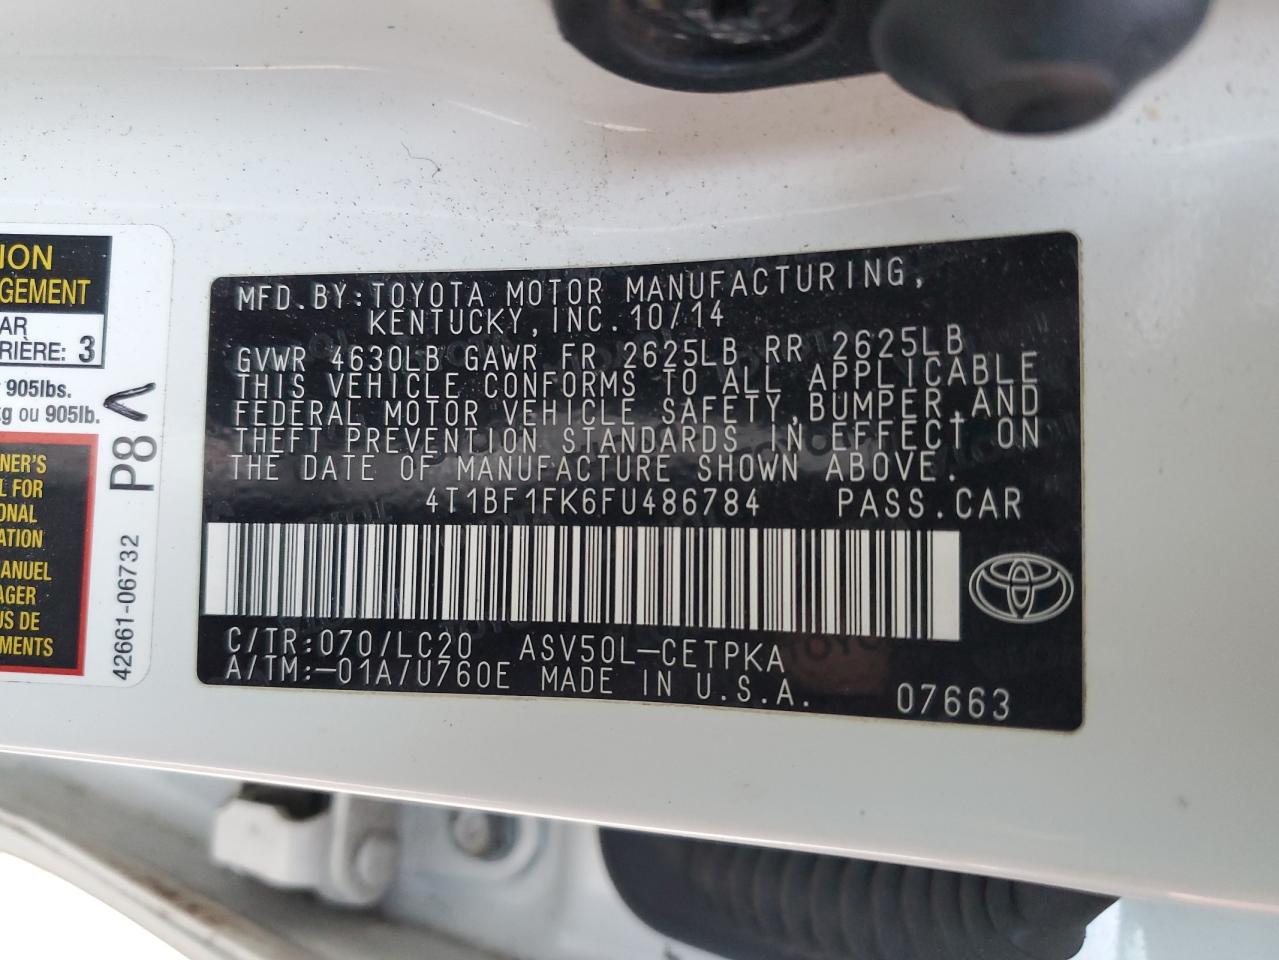 MFD.BY:TOYOTA MOTOR MANUFACTURING,
KENTUCKY,INC.10/14
GVWR 4630LB GAWR FR 2625LB RR 2625LB
THIS VEHICLE CONFORMS TO ALL APPLICABLE
FEDERAL MOTOR VEHICLE SAFETY,BUMPER,AND
THEFT PREVENTION STANDARDS IN EFFECT ON
THE DATE OF MANUFACTURE SHOWN ABOVE.
4T1BF1FK6FU486784 PASS.CAR
C/TR:070/LC20 ASV50L-CETPKA
A/TM:-01A/U760E MADE IN U.S.A. 07663
ION
GEMENT
AR
RIÈRE: 3
905lbs.
kg ou 905lb.
NER'S
L FOR
ONAL
ATION
ANUEL
AGER
US DE
MENTS
P8
42661-06732